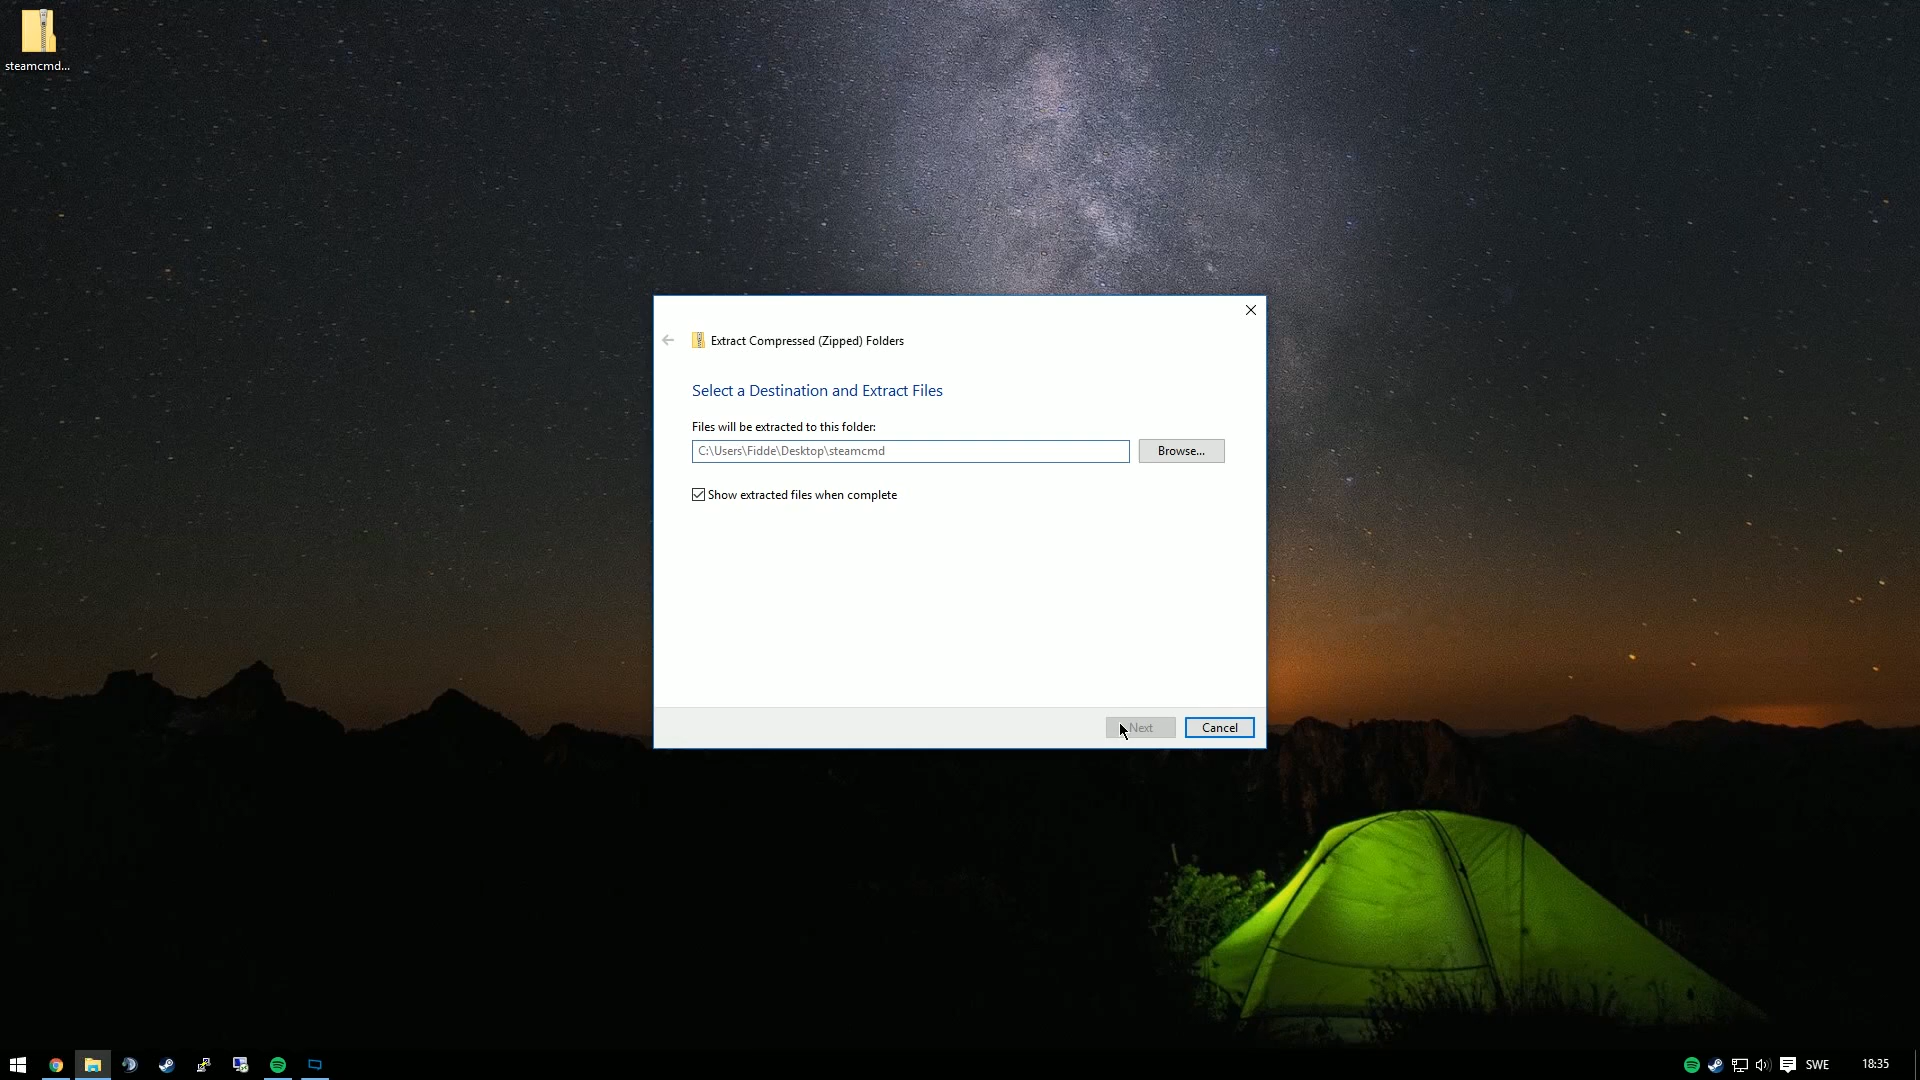 steamcmd...
Extract Compressed (Zipped) Folders
Select a Destination and Extract Files
Files will be extracted to this folder:
C:\Users\Fidde\Desktop\steamcmd
Browse...
Show extracted files when complete
Next
Cancel
SWE
18:35